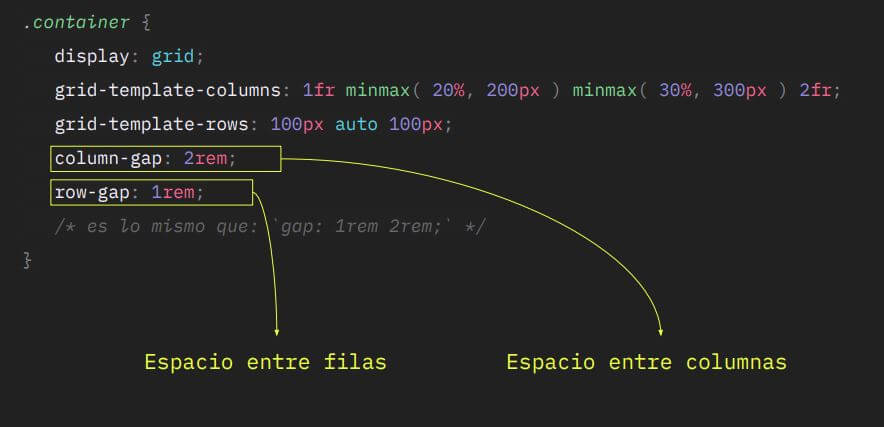 .container {
display: grid;
grid-template-columns: 1fr minmax( 20%, 200px ) minmax( 30%, 300px ) 2fr;
grid-template-rows: 100px auto 100px;
column-gap: 2rem;
row-gap: 1rem;
/* es lo mismo que: `gap: 1rem 2rem;` */
}
Espacio entre filas
Espacio entre columnas